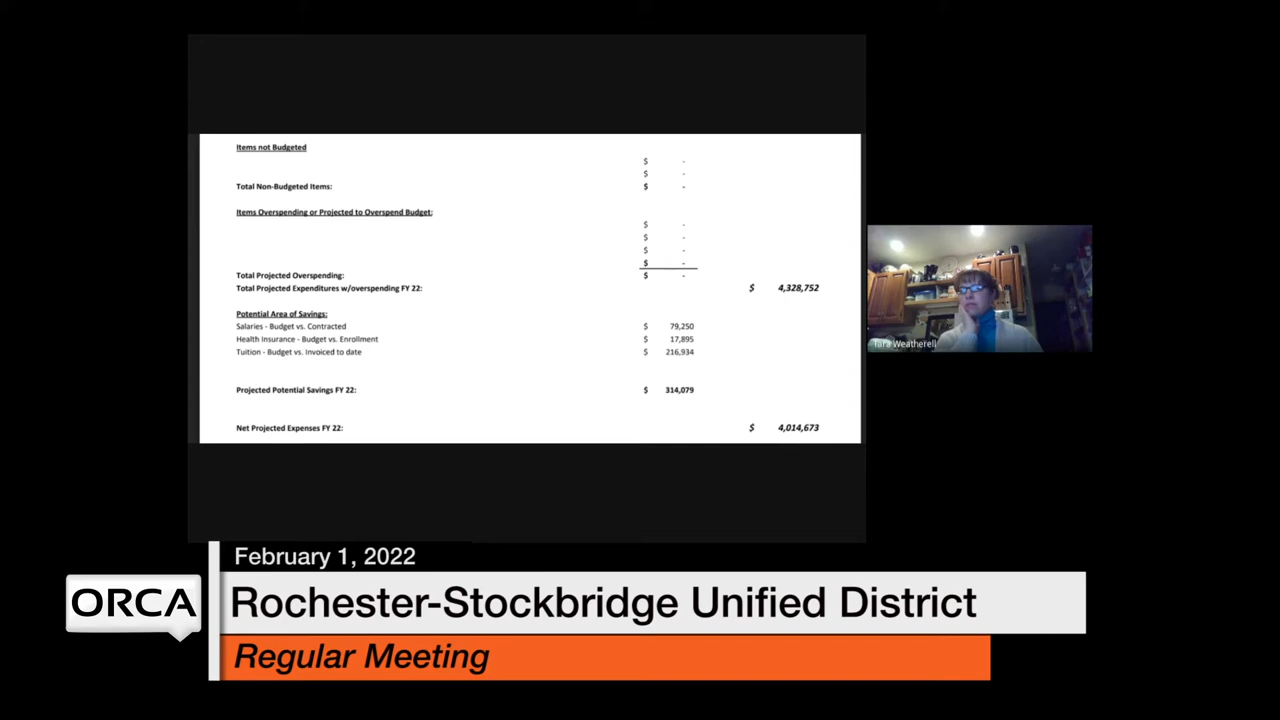 Items not Budgeted
$ -
$ -
Total Non-Budgeted Items: $ -
Items Overspending or Projected to Overspend Budget:
$ -
$ -
$ -
$ -
Total Projected Overspending: $ -
Total Projected Expenditures w/overspending FY 22: $ 4,328,752
Potential Area of Savings:
Salaries - Budget vs. Contracted $ 79,250
Health Insurance - Budget vs. Enrollment $ 17,895
Tuition - Budget vs. Invoiced to date $ 216,934
Projected Potential Savings FY 22: $ 314,079
Net Projected Expenses FY 22: $ 4,014,673
Tara Weatherell
February 1, 2022
ORCA
Rochester-Stockbridge Unified District
Regular Meeting